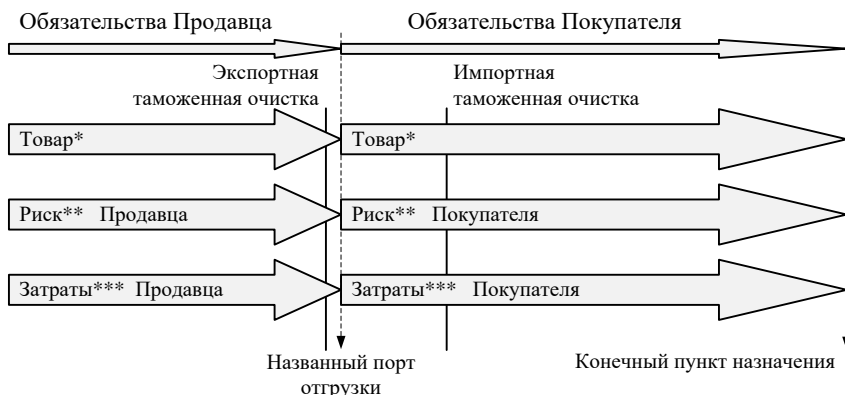 Обязательства Продавца
Обязательства Покупателя
Экспортная
таможенная очистка
Импортная
таможенная очистка
Товар*
Товар*
Риск** Продавца
Риск** Покупателя
Затраты*** Продавца
Затраты*** Покупателя
Названный порт
отгрузки
Конечный пункт назначения